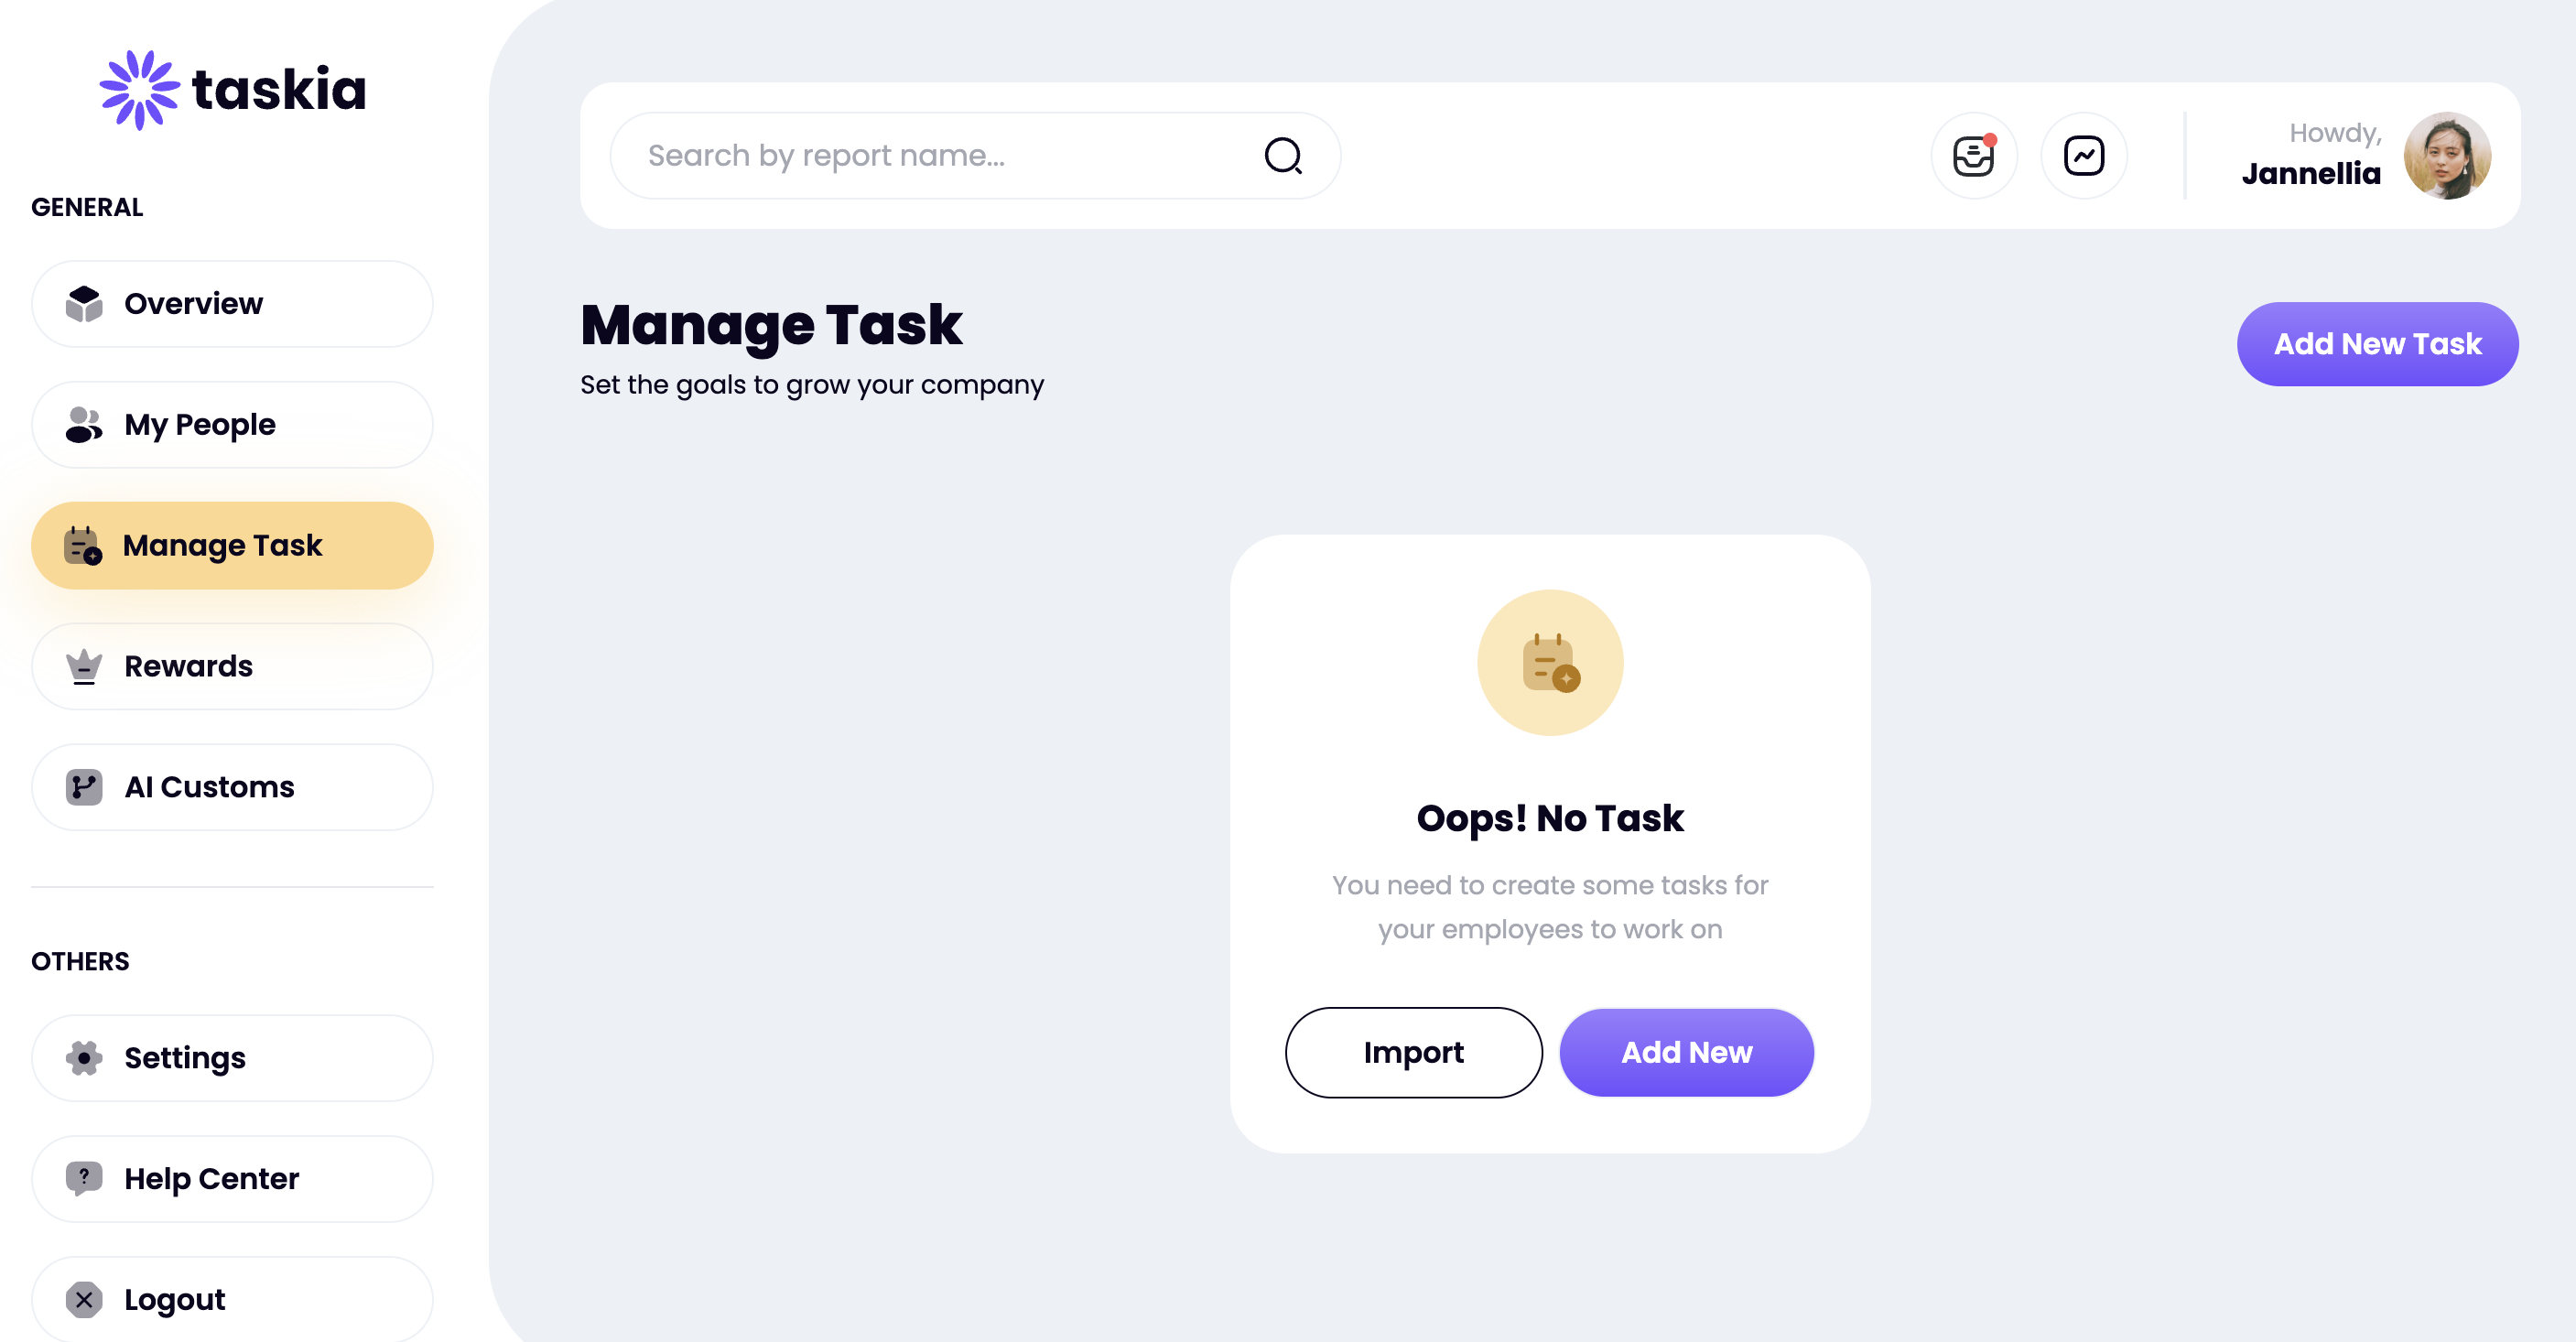 taskia
GENERAL
Overview
My People
Manage Task
Rewards
AI Customs
OTHERS
Settings
Help Center
Logout
Search by report name...
Howdy,
Jannellia
Manage Task
Set the goals to grow your company
Add New Task
Oops! No Task
You need to create some tasks for
your employees to work on
Import
Add New